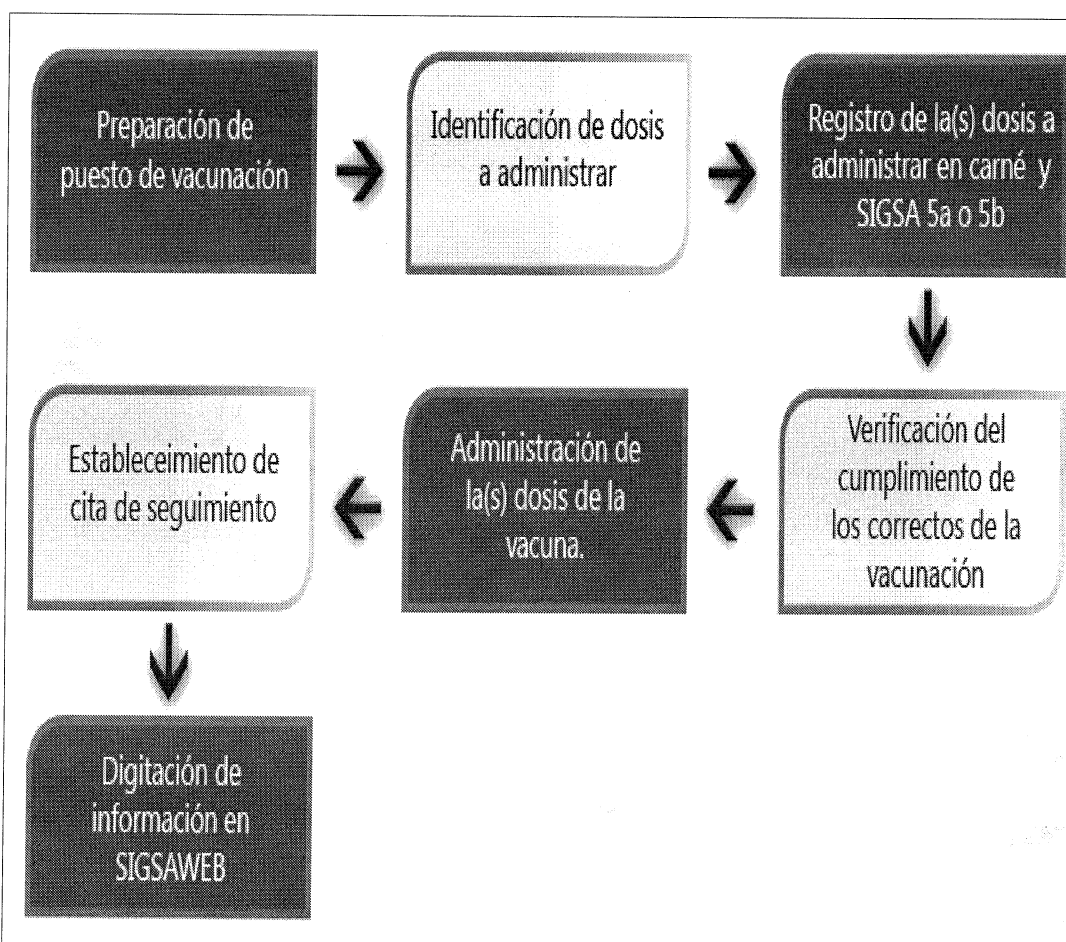 Preparación de
puesto de vacunación
Identificación de dosis
a administrar
Registro de la(s) dosis a
administrar en carné y
SIGSA 5a o 5b
Verificación del
cumplimiento de
los correctos de la
vacunación
Administración de
la(s) dosis de la
vacuna.
Estableceimiento de
cita de seguimiento
Digitación de
información en
SIGSAWEB